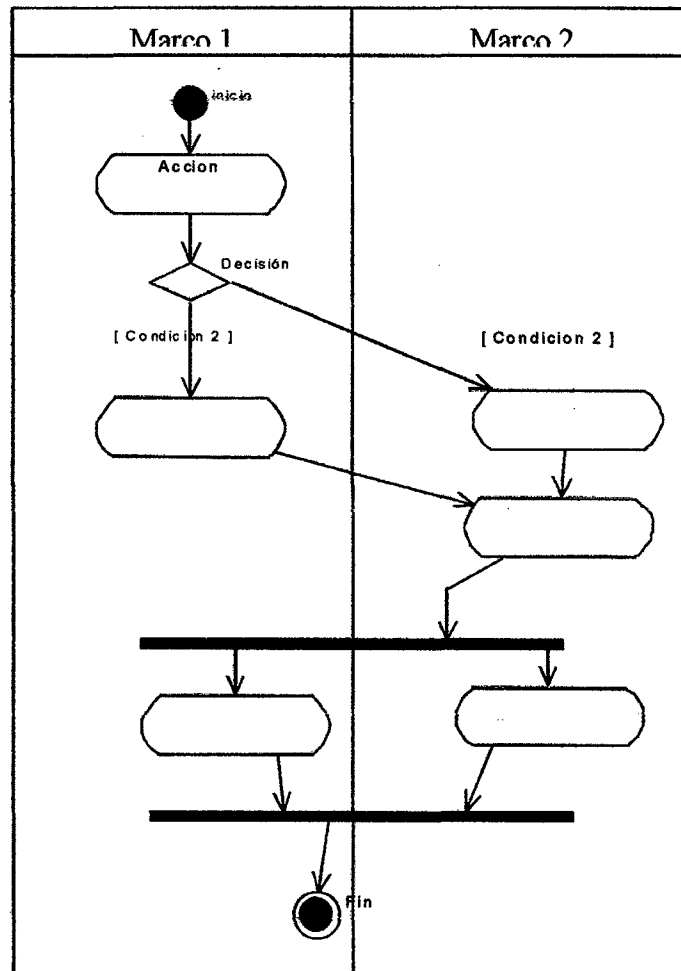 Marco 1
Marco 2
inicio
Accion
Decisión
[ Condicion 2 ]
[ Condicion 2 ]
Fin